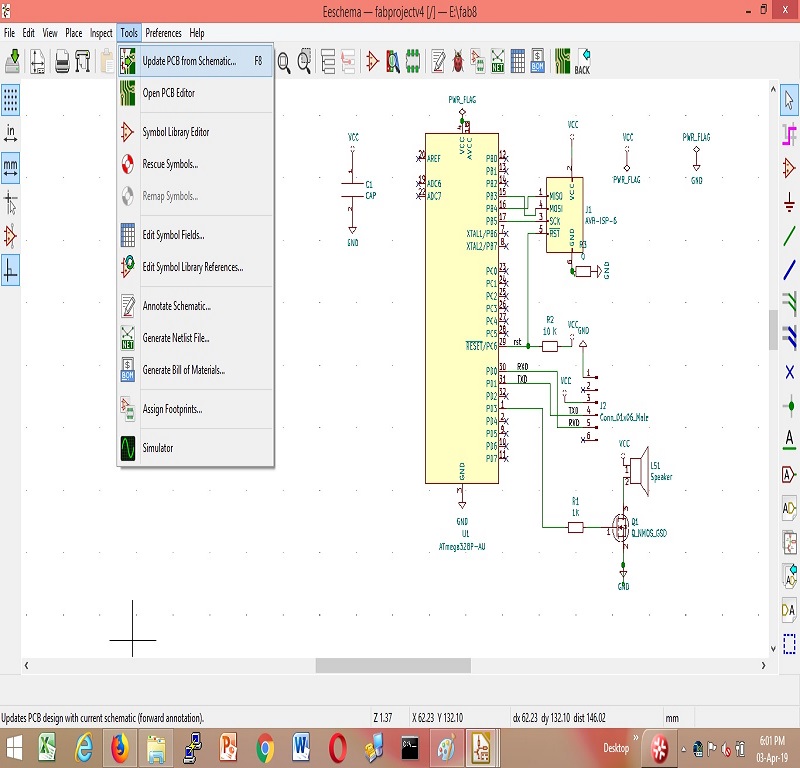 Eeschema — fabprojectv4 [/] — E:\fab8
File Edit View Place Inspect Tools Preferences Help
Update PCB from Schematic... F8
Open PCB Editor
Symbol Library Editor
Rescue Symbols...
Remap Symbols...
Edit Symbol Fields...
Edit Symbol Library References...
Annotate Schematic...
Generate Netlist File...
Generate Bill of Materials...
Assign Footprints...
Simulator
NET
BOM
BACK
in
mm
VCC
C1
CAP
GND
PWR_FLAG
VCC
AVCC
AREF
ADC6
ADC7
PB0
PB1
PB2
PB3
PB4
PB5
XTAL1/PB6
XTAL2/PB7
PC0
PC1
PC2
PC3
PC4
PC5
RESET/PC6
PD0
PD1
PD2
PD3
PD4
PD5
PD6
PD7
GND
GND
U1
ATmega328P-AU
VCC
VCC
MISO
MOSI
SCK
RST
GND
J1
AVR-ISP-6
R3
0
GND
VCC
PWR_FLAG
PWR_FLAG
GND
rst
R2
10 K
VCC
GND
RXD
TXD
VCC
TXD
RXD
J2
Conn_01x06_Male
VCC
LS1
Speaker
R1
1K
Q1
Q_NMOS_GSD
GND
Updates PCB design with current schematic (forward annotation). Z 1.37 X 62.23 Y 132.10 dx 62.23 dy 132.10 dist 146.02 mm
Desktop
6:01 PM
03-Apr-19